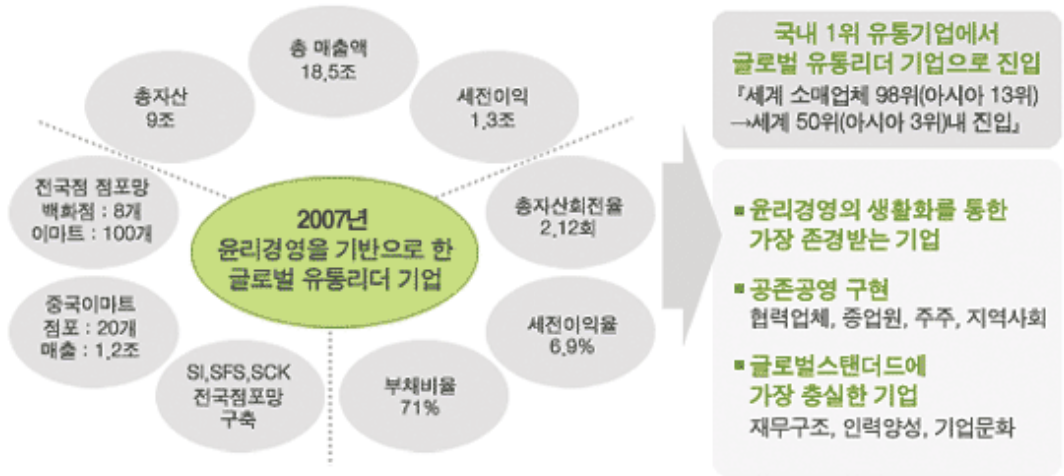 총 매출액
18.5조
총자산
9조
세전이익
1.3조
전국점 점포망
백화점 : 8개
이마트 : 100개
총자산회전율
2.12회
2007년
윤리경영을 기반으로 한
글로벌 유통리더 기업
중국이마트
점포 : 20개
매출 : 1.2조
세전이익율
6.9%
SI,SFS,SCK
전국점포망
구축
부채비율
71%
국내 1위 유통기업에서
글로벌 유통리더 기업으로 진입
『세계 소매업체 98위(아시아 13위)
→세계 50위(아시아 3위)내 진입』
▪ 윤리경영의 생활화를 통한
가장 존경받는 기업
▪ 공존공영 구현
협력업체, 종업원, 주주, 지역사회
▪ 글로벌스탠더드에
가장 충실한 기업
재무구조, 인력양성, 기업문화